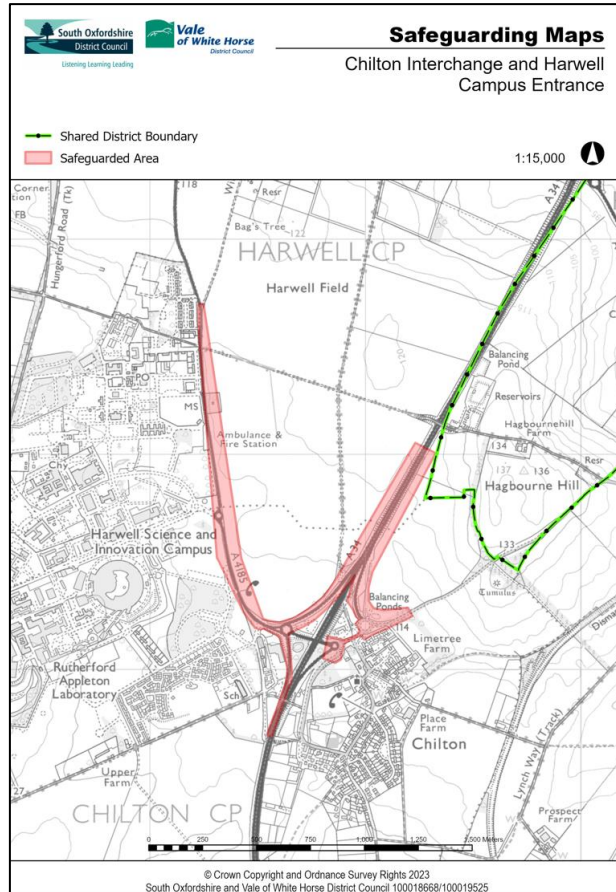 South Oxfordshire
District Council
Listening Learning Leading
Vale
of White Horse
District Council
Safeguarding Maps
Chilton Interchange and Harwell
Campus Entrance
Shared District Boundary
Safeguarded Area
1:15,000
Corner
FB
Hungerford Road (Tk)
118
Resr
Bag's Tree
122
HARWELL CP
Harwell Field
A 34
120
Balancing
Pond
Reservoirs
Hagbournehill
Farm
134
137
136
Resr
Hagbourne Hill
PO
MS
Ambulance &
Fire Station
Chy
Harwell Science and
Innovation Campus
A4185
A 34
133
Tumulus
Balancing
Ponds
114
Limetree
Farm
Rutherford
Appleton
Laboratory
Sch
Place
Farm
Chilton
Upper
Farm
27
CHILTON CP
Lynch Way (Track)
Prospect
Farm
0
250
500
750
1,000
1,250
1,500 Meters
© Crown Copyright and Ordnance Survey Rights 2023
South Oxfordshire and Vale of White Horse District Council 100018668/100019525